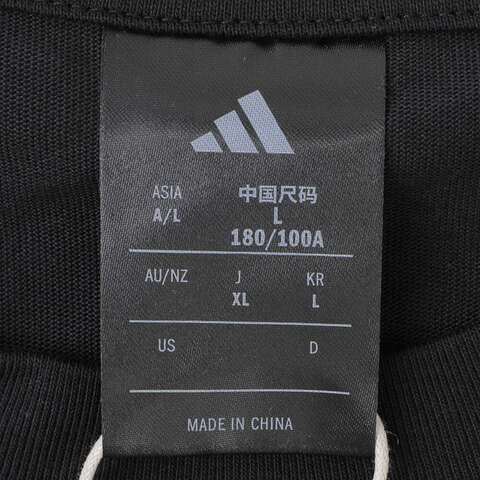 ASIA 中国尺码
A/L L
180/100A
AU/NZ J KR
XL L
US D
MADE IN CHINA